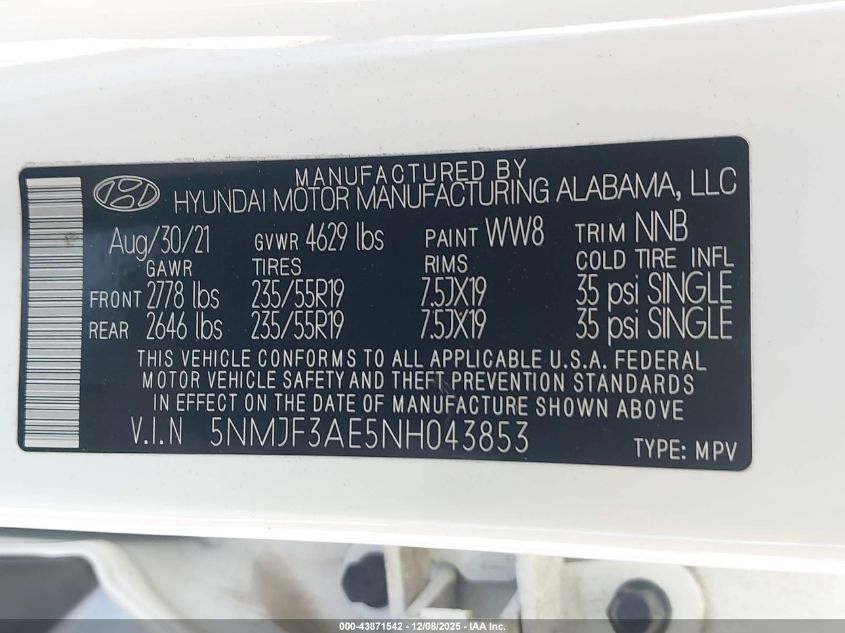 MANUFACTURED BY
HYUNDAI MOTOR MANUFACTURING ALABAMA, LLC
Aug/30/21 GVWR 4629 lbs PAINT WW8 TRIM NNB
GAWR TIRES RIMS COLD TIRE INFL
FRONT 2778 lbs 235/55R19 7.5JX19 35 psi SINGLE
REAR 2646 lbs 235/55R19 7.5JX19 35 psi SINGLE
THIS VEHICLE CONFORMS TO ALL APPLICABLE U.S.A. FEDERAL
MOTOR VEHICLE SAFETY AND THEFT PREVENTION STANDARDS
IN EFFECT ON THE DATE OF MANUFACTURE SHOWN ABOVE.
V.I.N 5NMJF3AE5NH043853 TYPE: MPV
000-43871542 - 12/08/2025 - IAA Inc.